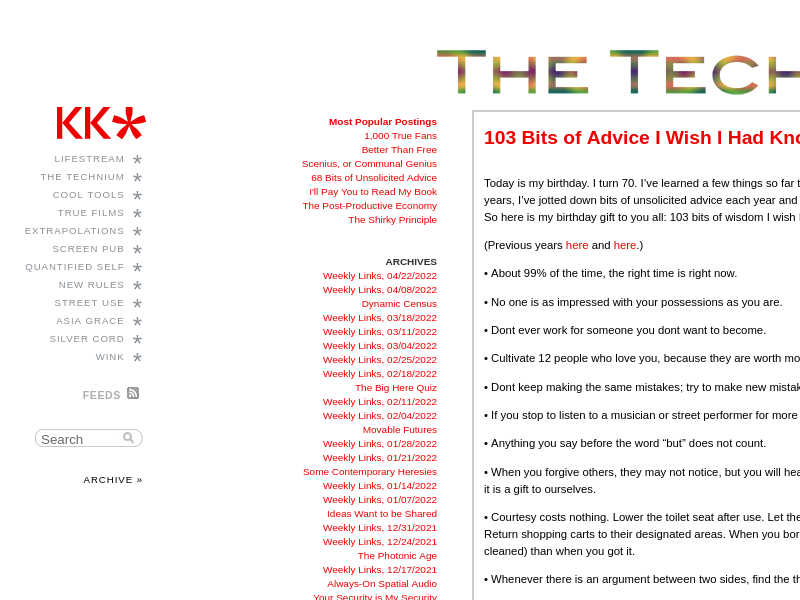 THE TECH
KK*
LIFESTREAM *
THE TECHNIUM *
COOL TOOLS *
TRUE FILMS *
EXTRAPOLATIONS *
SCREEN PUB *
QUANTIFIED SELF *
NEW RULES *
STREET USE *
ASIA GRACE *
SILVER CORD *
WINK *
FEEDS
Search
ARCHIVE »
Most Popular Postings
1,000 True Fans
Better Than Free
Scenius, or Communal Genius
68 Bits of Unsolicited Advice
I'll Pay You to Read My Book
The Post-Productive Economy
The Shirky Principle
ARCHIVES
Weekly Links, 04/22/2022
Weekly Links, 04/08/2022
Dynamic Census
Weekly Links, 03/18/2022
Weekly Links, 03/11/2022
Weekly Links, 03/04/2022
Weekly Links, 02/25/2022
Weekly Links, 02/18/2022
The Big Here Quiz
Weekly Links, 02/11/2022
Weekly Links, 02/04/2022
Movable Futures
Weekly Links, 01/28/2022
Weekly Links, 01/21/2022
Some Contemporary Heresies
Weekly Links, 01/14/2022
Weekly Links, 01/07/2022
Ideas Want to be Shared
Weekly Links, 12/31/2021
Weekly Links, 12/24/2021
The Photonic Age
Weekly Links, 12/17/2021
Always-On Spatial Audio
Your Security is My Security
103 Bits of Advice I Wish I Had Kno
Today is my birthday. I turn 70. I've learned a few things so far t
years, I've jotted down bits of unsolicited advice each year and
So here is my birthday gift to you all: 103 bits of wisdom I wish
(Previous years here and here.)
• About 99% of the time, the right time is right now.
• No one is as impressed with your possessions as you are.
• Dont ever work for someone you dont want to become.
• Cultivate 12 people who love you, because they are worth mo
• Dont keep making the same mistakes; try to make new mistak
• If you stop to listen to a musician or street performer for more
• Anything you say before the word “but” does not count.
• When you forgive others, they may not notice, but you will hea
it is a gift to ourselves.
• Courtesy costs nothing. Lower the toilet seat after use. Let the
Return shopping carts to their designated areas. When you bor
cleaned) than when you got it.
• Whenever there is an argument between two sides, find the th